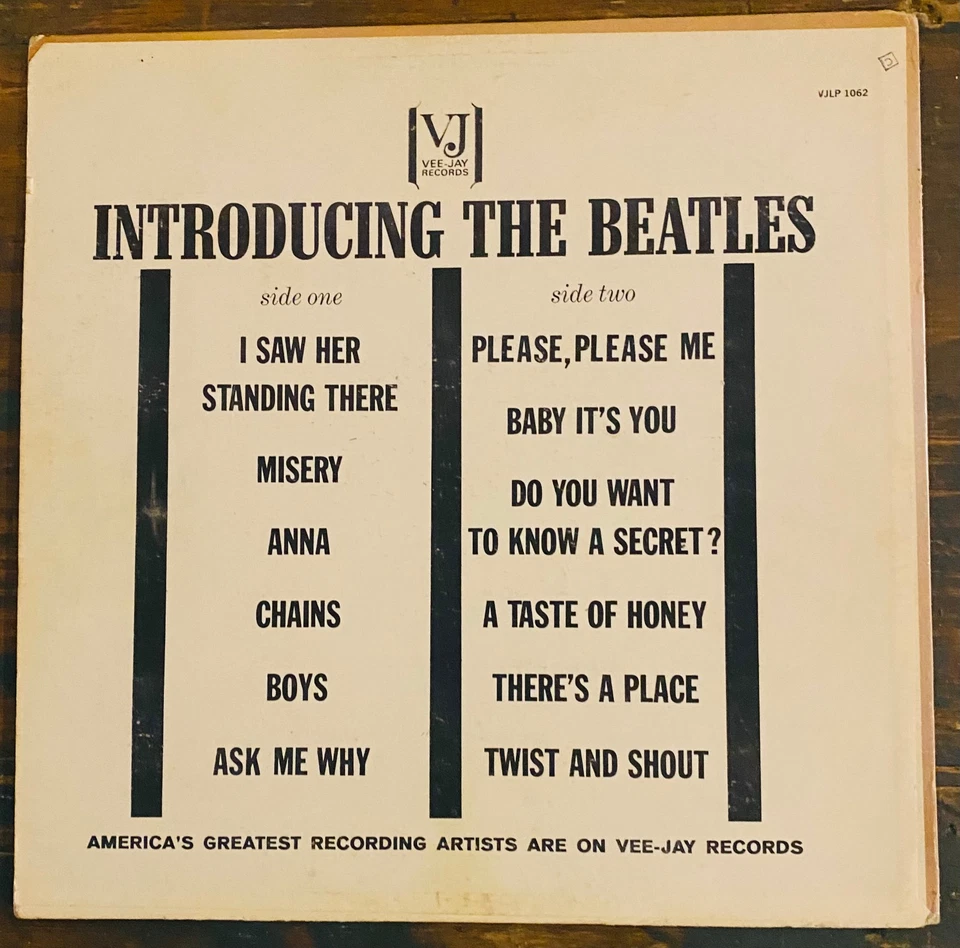 VJLP 1062
VJ
VEE-JAY
RECORDS
INTRODUCING THE BEATLES
side one
I SAW HER
STANDING THERE
MISERY
ANNA
CHAINS
BOYS
ASK ME WHY
side two
PLEASE, PLEASE ME
BABY IT'S YOU
DO YOU WANT
TO KNOW A SECRET?
A TASTE OF HONEY
THERE'S A PLACE
TWIST AND SHOUT
AMERICA'S GREATEST RECORDING ARTISTS ARE ON VEE-JAY RECORDS